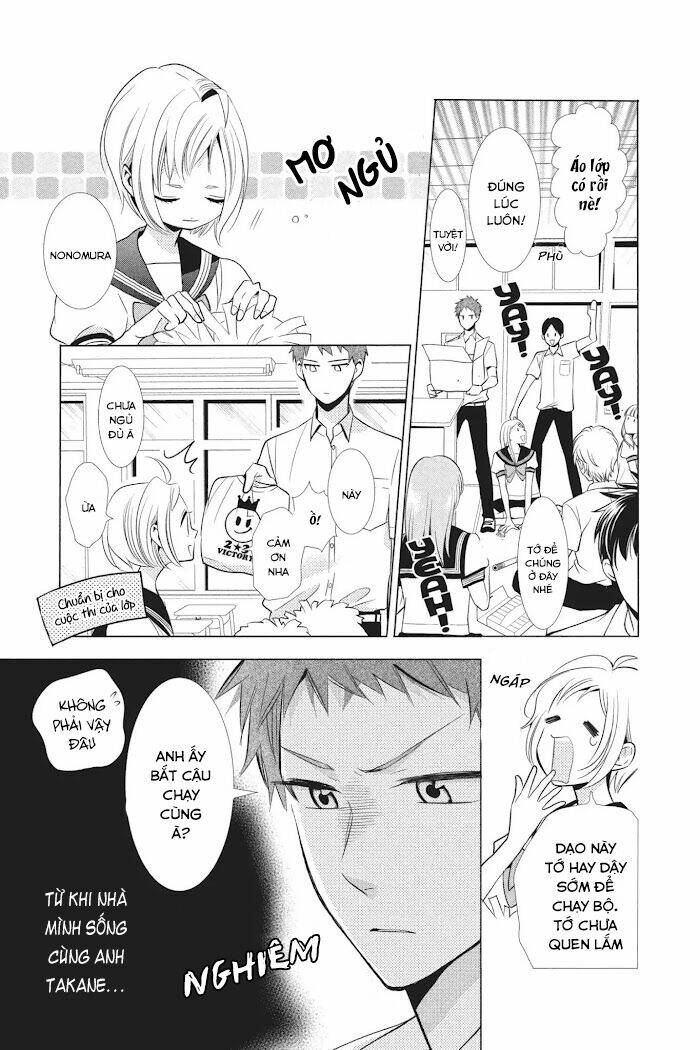 Áo lớp
có rồi
nè!
ĐÚNG
LÚC
LUÔN!
TUYỆT
VỜI!
PHÙ
YAY!
YAY!
YEAH!
TỚ ĐỂ
CHÚNG Ở
ĐÂY
NHÉ
MƠ
NGỦ
NONOMURA
NÀY
CHƯA
NGỦ
ĐỦ À
Ồ!
CẢM
ƠN
NHA
ỪA
2★3
VICTORY
Chuẩn bị cho
cuộc thi của lớp
NGÁP
DẠO NÀY
TỚ HAY DẬY
SỚM ĐỂ
CHẠY BỘ.
TỚ CHƯA
QUEN LẮM
ANH ẤY
BẮT CẬU
CHẠY
CÙNG
À?
KHÔNG
PHẢI VẬY
ĐÂU
NGHIÊM
TỪ KHI NHÀ
MÌNH SỐNG
CÙNG ANH
TAKANE...